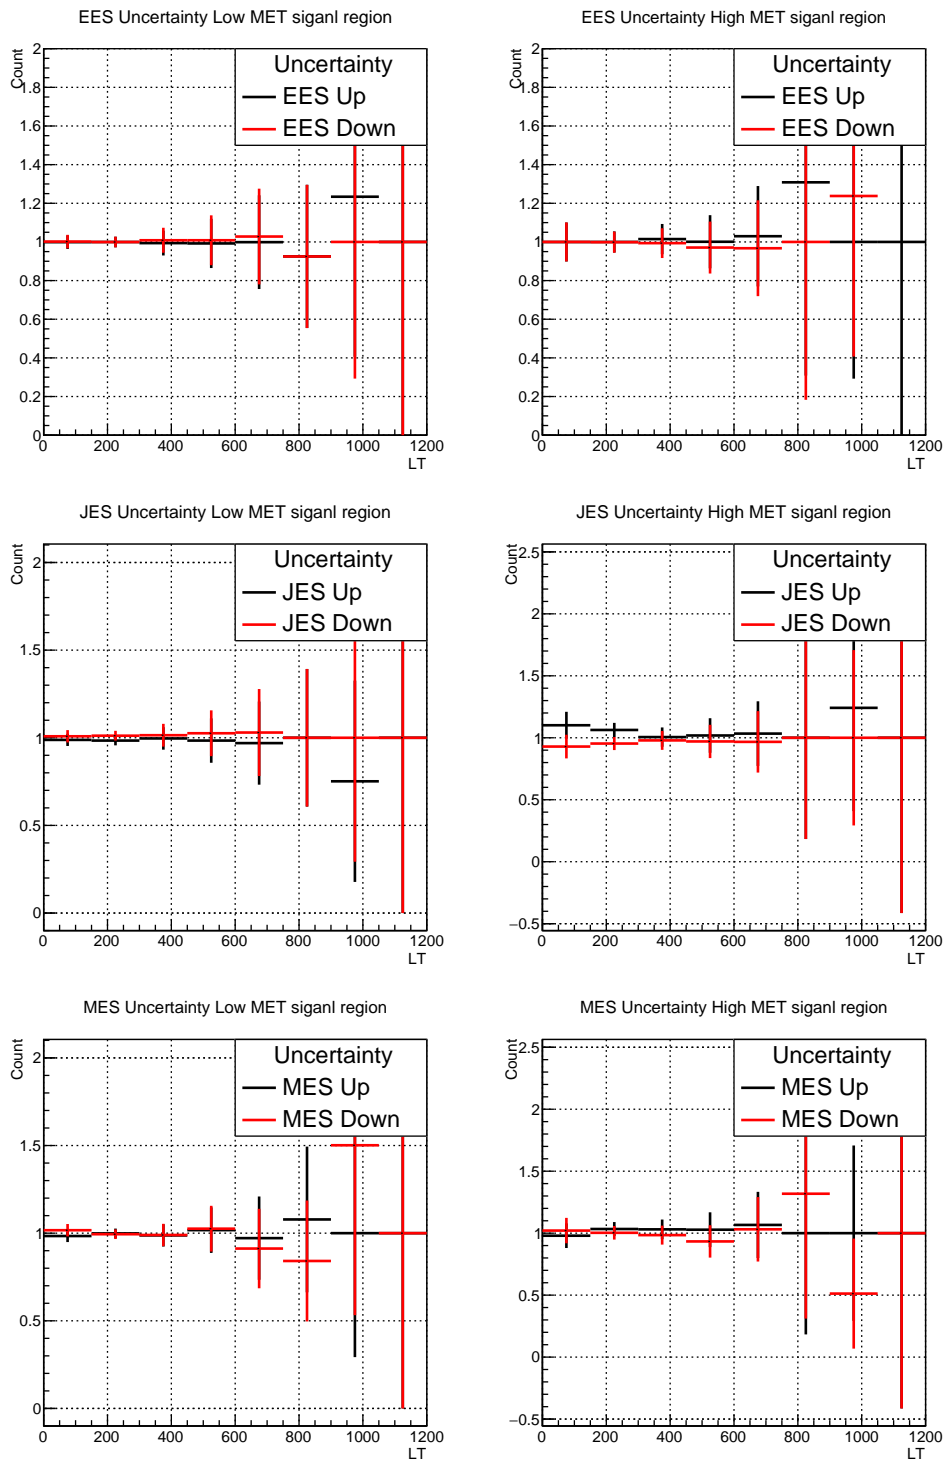 EES Uncertainty Low MET siganl region
Count
2
1.8
1.6
1.4
1.2
1
0.8
0.6
0.4
0.2
0
Uncertainty
EES Up
EES Down
0 200 400 600 800 1000 1200
LT
EES Uncertainty High MET siganl region
Count
2
1.8
1.6
1.4
1.2
1
0.8
0.6
0.4
0.2
0
Uncertainty
EES Up
EES Down
0 200 400 600 800 1000 1200
LT
JES Uncertainty Low MET siganl region
Count
2
1.5
1
0.5
0
Uncertainty
JES Up
JES Down
0 200 400 600 800 1000 1200
LT
JES Uncertainty High MET siganl region
Count
2.5
2
1.5
1
0.5
0
−0.5
Uncertainty
JES Up
JES Down
0 200 400 600 800 1000 1200
LT
MES Uncertainty Low MET siganl region
Count
2
1.5
1
0.5
0
Uncertainty
MES Up
MES Down
0 200 400 600 800 1000 1200
LT
MES Uncertainty High MET siganl region
Count
2.5
2
1.5
1
0.5
0
−0.5
Uncertainty
MES Up
MES Down
0 200 400 600 800 1000 1200
LT